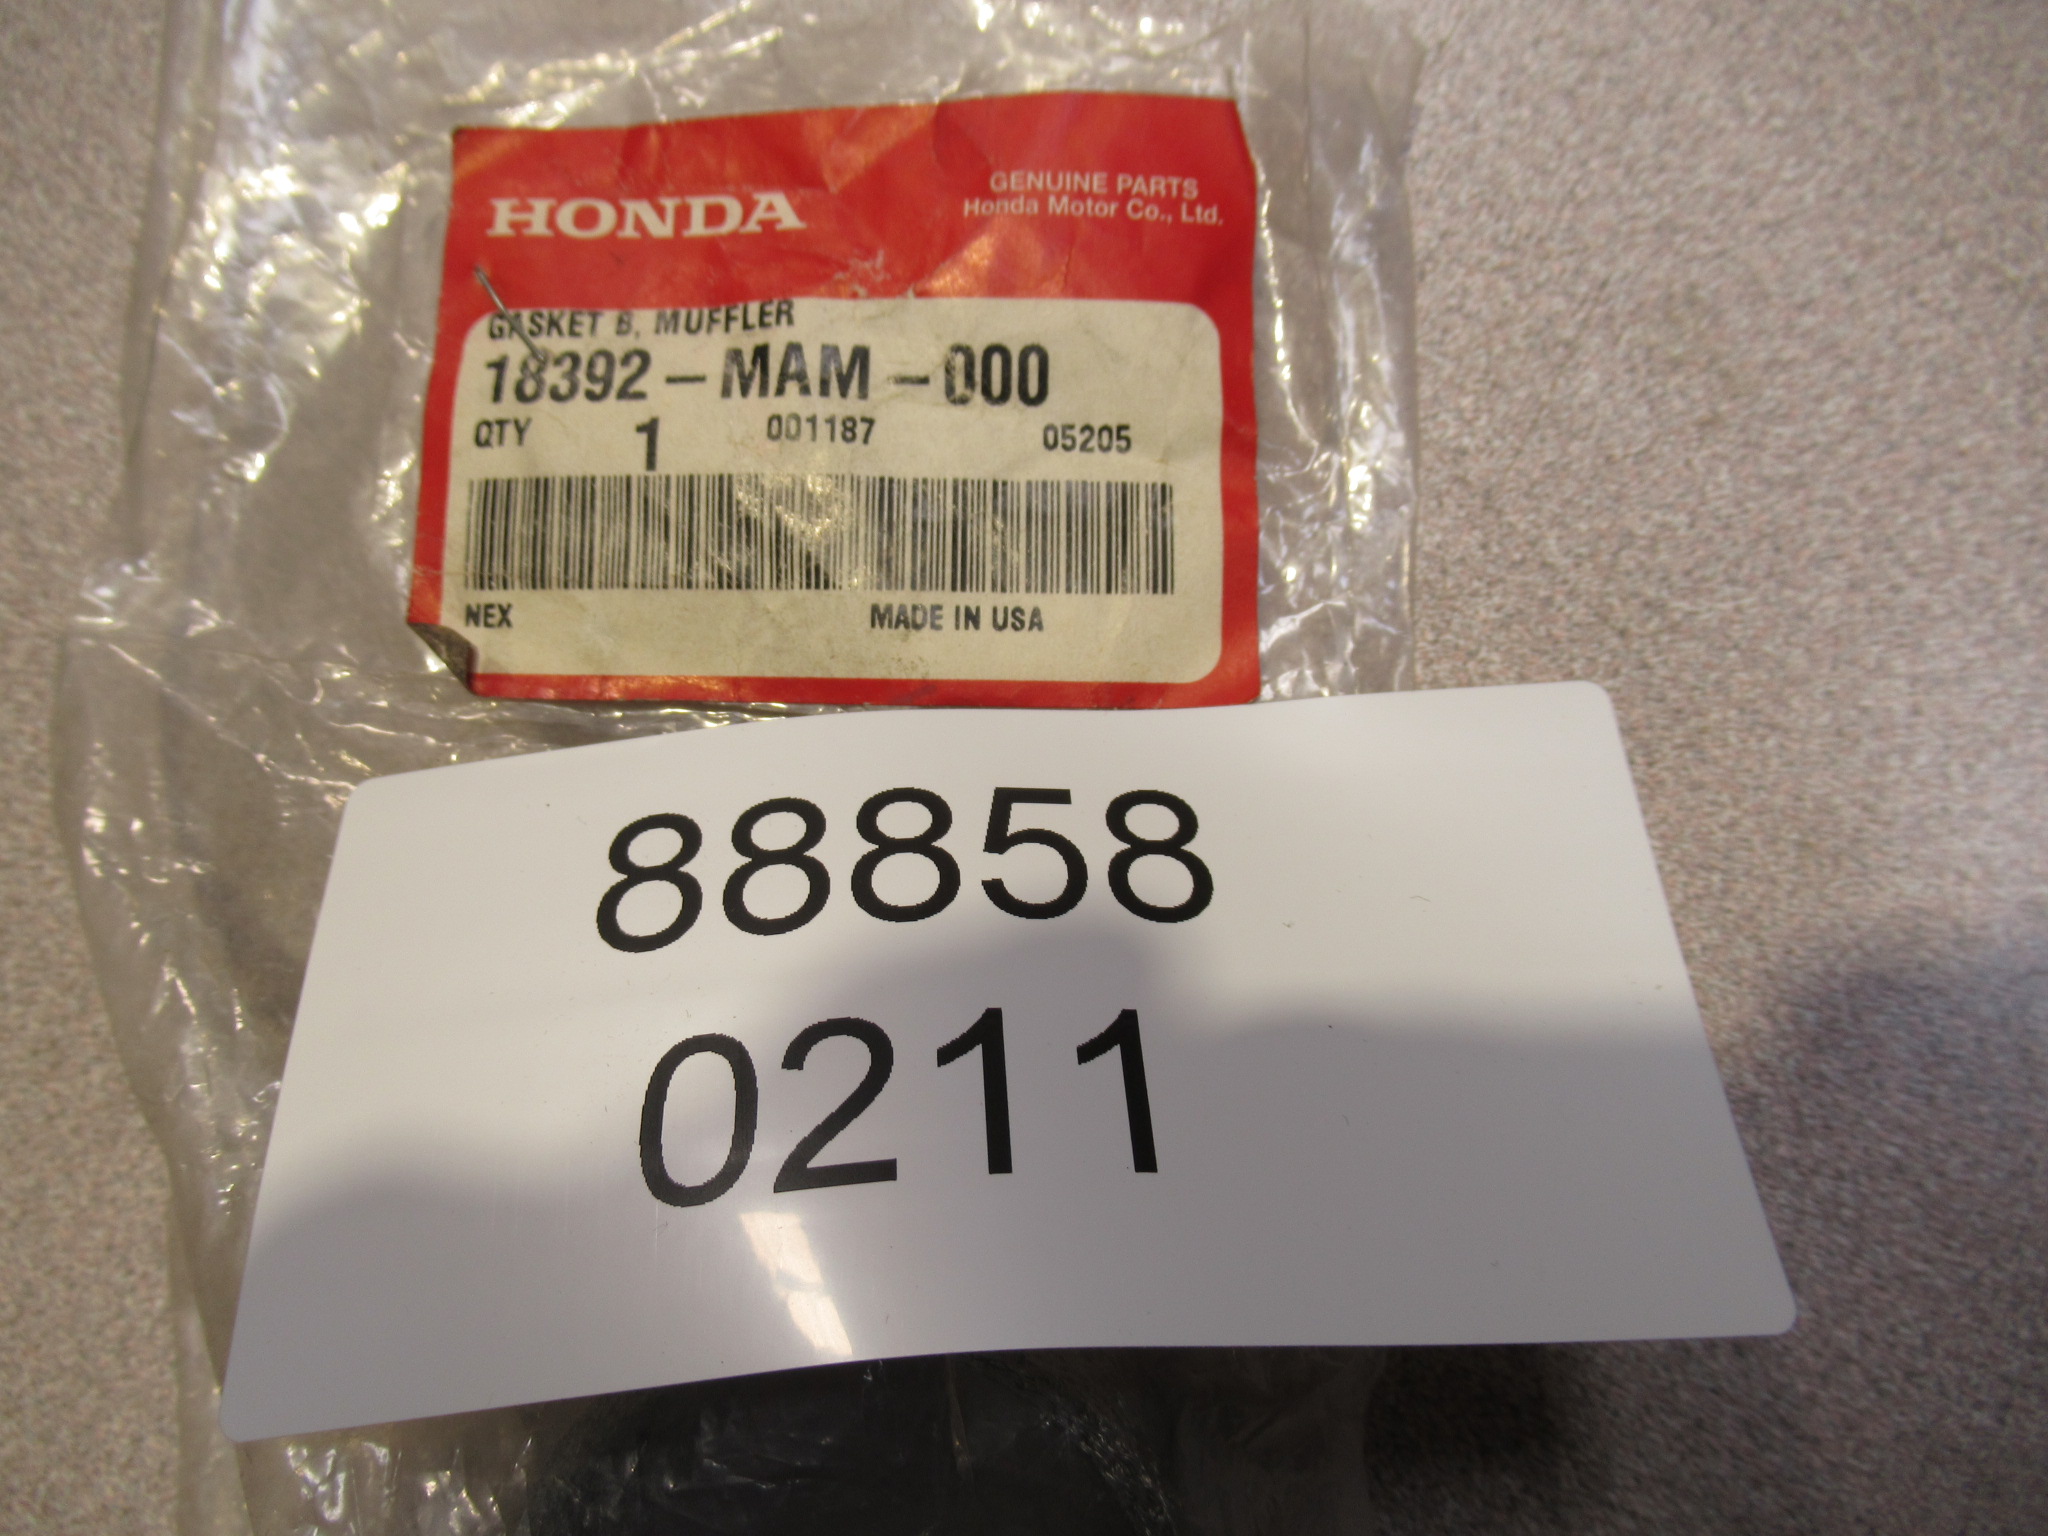 HONDA
GENUINE PARTS
Honda Motor Co., Ltd.
GASKET B, MUFFLER
18392-MAM-000
QTY 1 001187 05205
NEX MADE IN USA
88858
0211